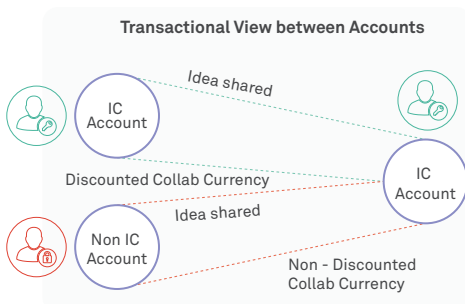 Transactional View between Accounts
Idea shared
IC
Account
IC
Account
Discounted Collab Currency
Idea shared
Non IC
Account
Non - Discounted
Collab Currency